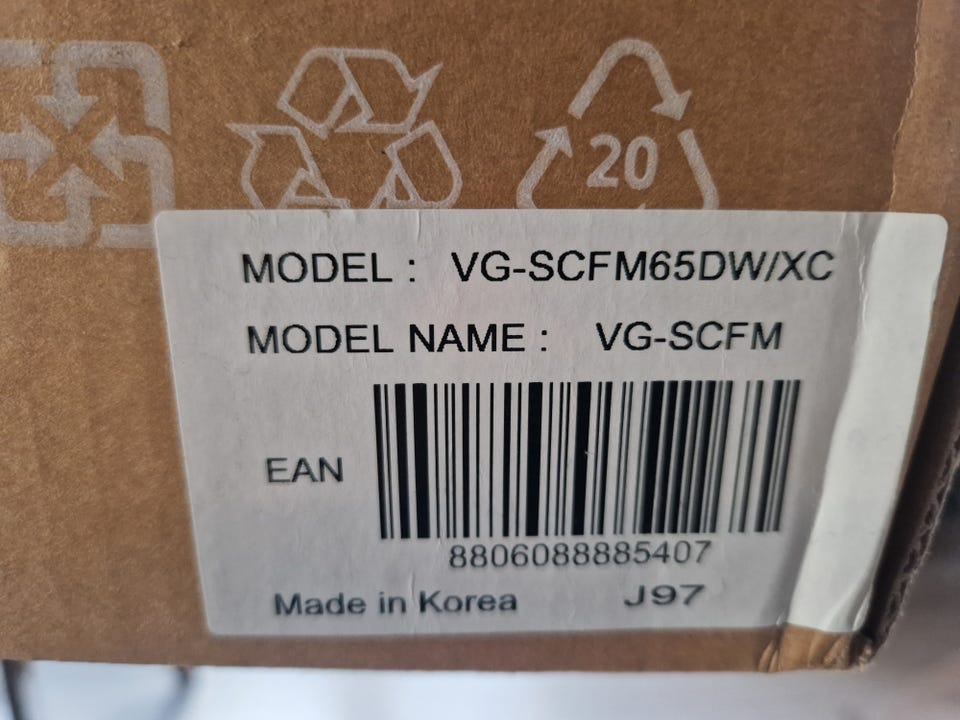 20
MODEL : VG-SCFM65DW/XC
MODEL NAME : VG-SCFM
EAN
8806088885407
Made in Korea J97